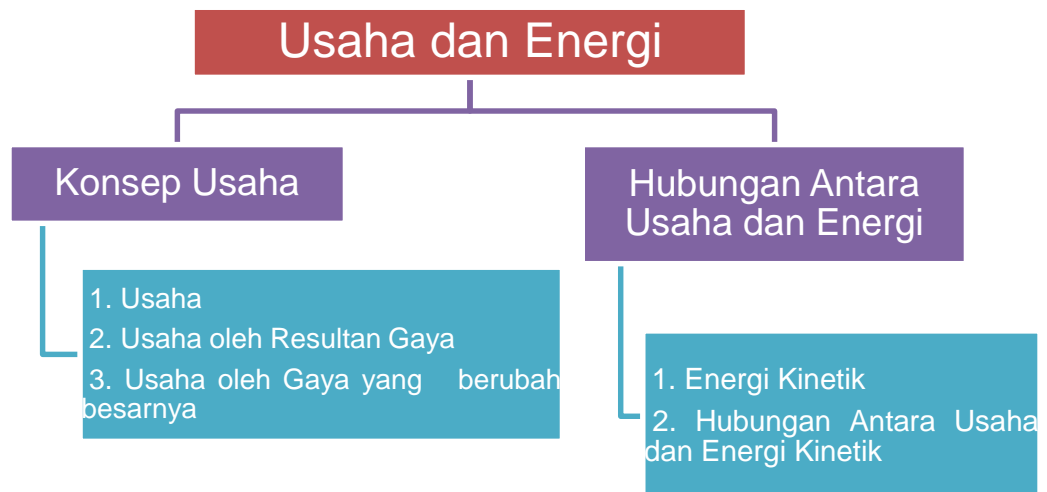 Usaha dan Energi
Konsep Usaha
1. Usaha
2. Usaha oleh Resultan Gaya
3. Usaha oleh Gaya yang berubah
besarnya
Hubungan Antara
Usaha dan Energi
1. Energi Kinetik
2. Hubungan Antara Usaha
dan Energi Kinetik